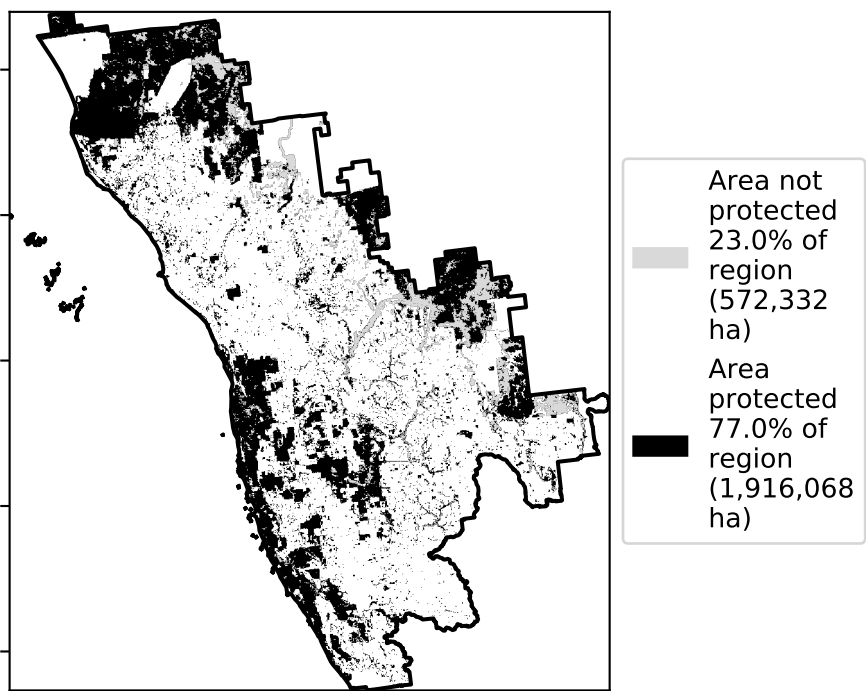 Area not
protected
23.0% of
region
(572,332
ha)
Area
protected
77.0% of
region
(1,916,068
ha)